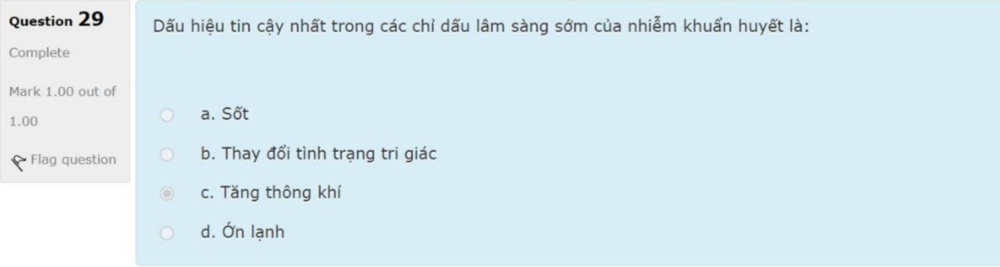 Question 29
Complete
Mark 1.00 out of
1.00
Flag question
Dấu hiệu tin cậy nhất trong các chỉ dấu lâm sàng sớm của nhiễm khuẩn huyết là:
a. Sốt
b. Thay đổi tình trạng tri giác
c. Tăng thông khí
d. Ớn lạnh